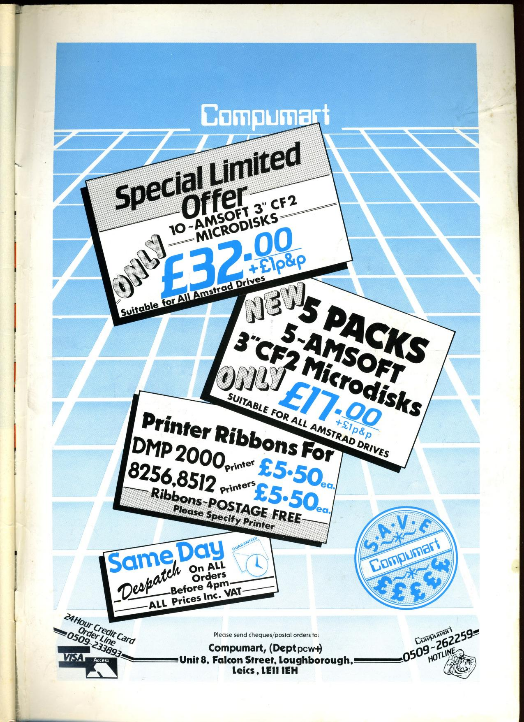 Compumart
Special Limited
Offer
10-AMSOFT 3" CF2
MICRODISKS
ONLY
£32.00
+£1p&p
Suitable for All Amstrad Drives
NEW
5 PACKS
5-AMSOFT
3"CF2 Microdisks
ONLY
£17.00
+£1p&p
SUITABLE FOR ALL AMSTRAD DRIVES
Printer Ribbons For
DMP 2000 Printer £5.50 ea.
8256,8512 Printers £5.50 ea.
Ribbons-POSTAGE FREE
Please Specify Printer
Same Day
Despatch On ALL
Orders
Before 4pm
ALL Prices Inc. VAT
S.A.V.E
Compumart
£ £ £ £ £
24Hour Credit Card
Order Line
0509-233893
VISA
Access
Please send cheques/postal orders to:
Compumart, (Dept pcw+)
Unit 8, Falcon Street, Loughborough,
Leics, LE11 1EH
Compumart
0509-262259
HOTLINE